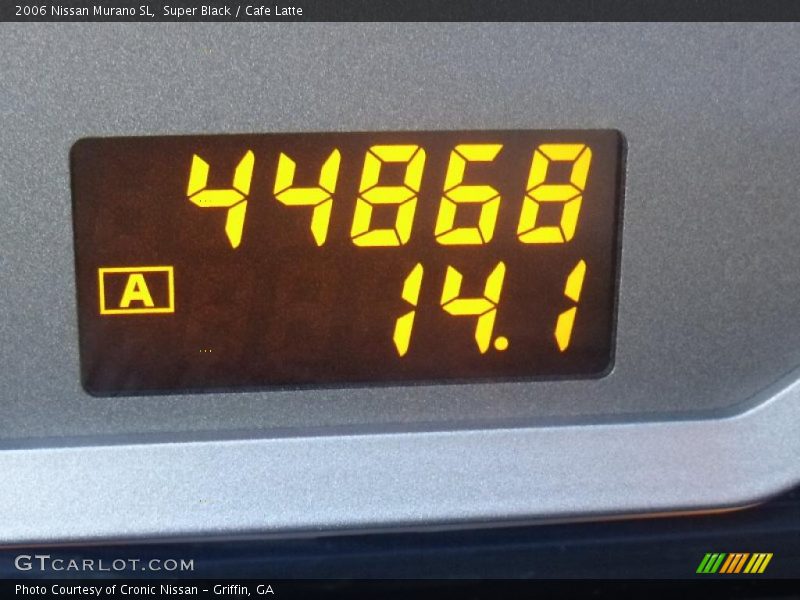 2006 Nissan Murano SL,  Super Black / Cafe Latte
44868
A 14.1
GTCARLOT.COM
Photo Courtesy of Cronic Nissan – Griffin, GA